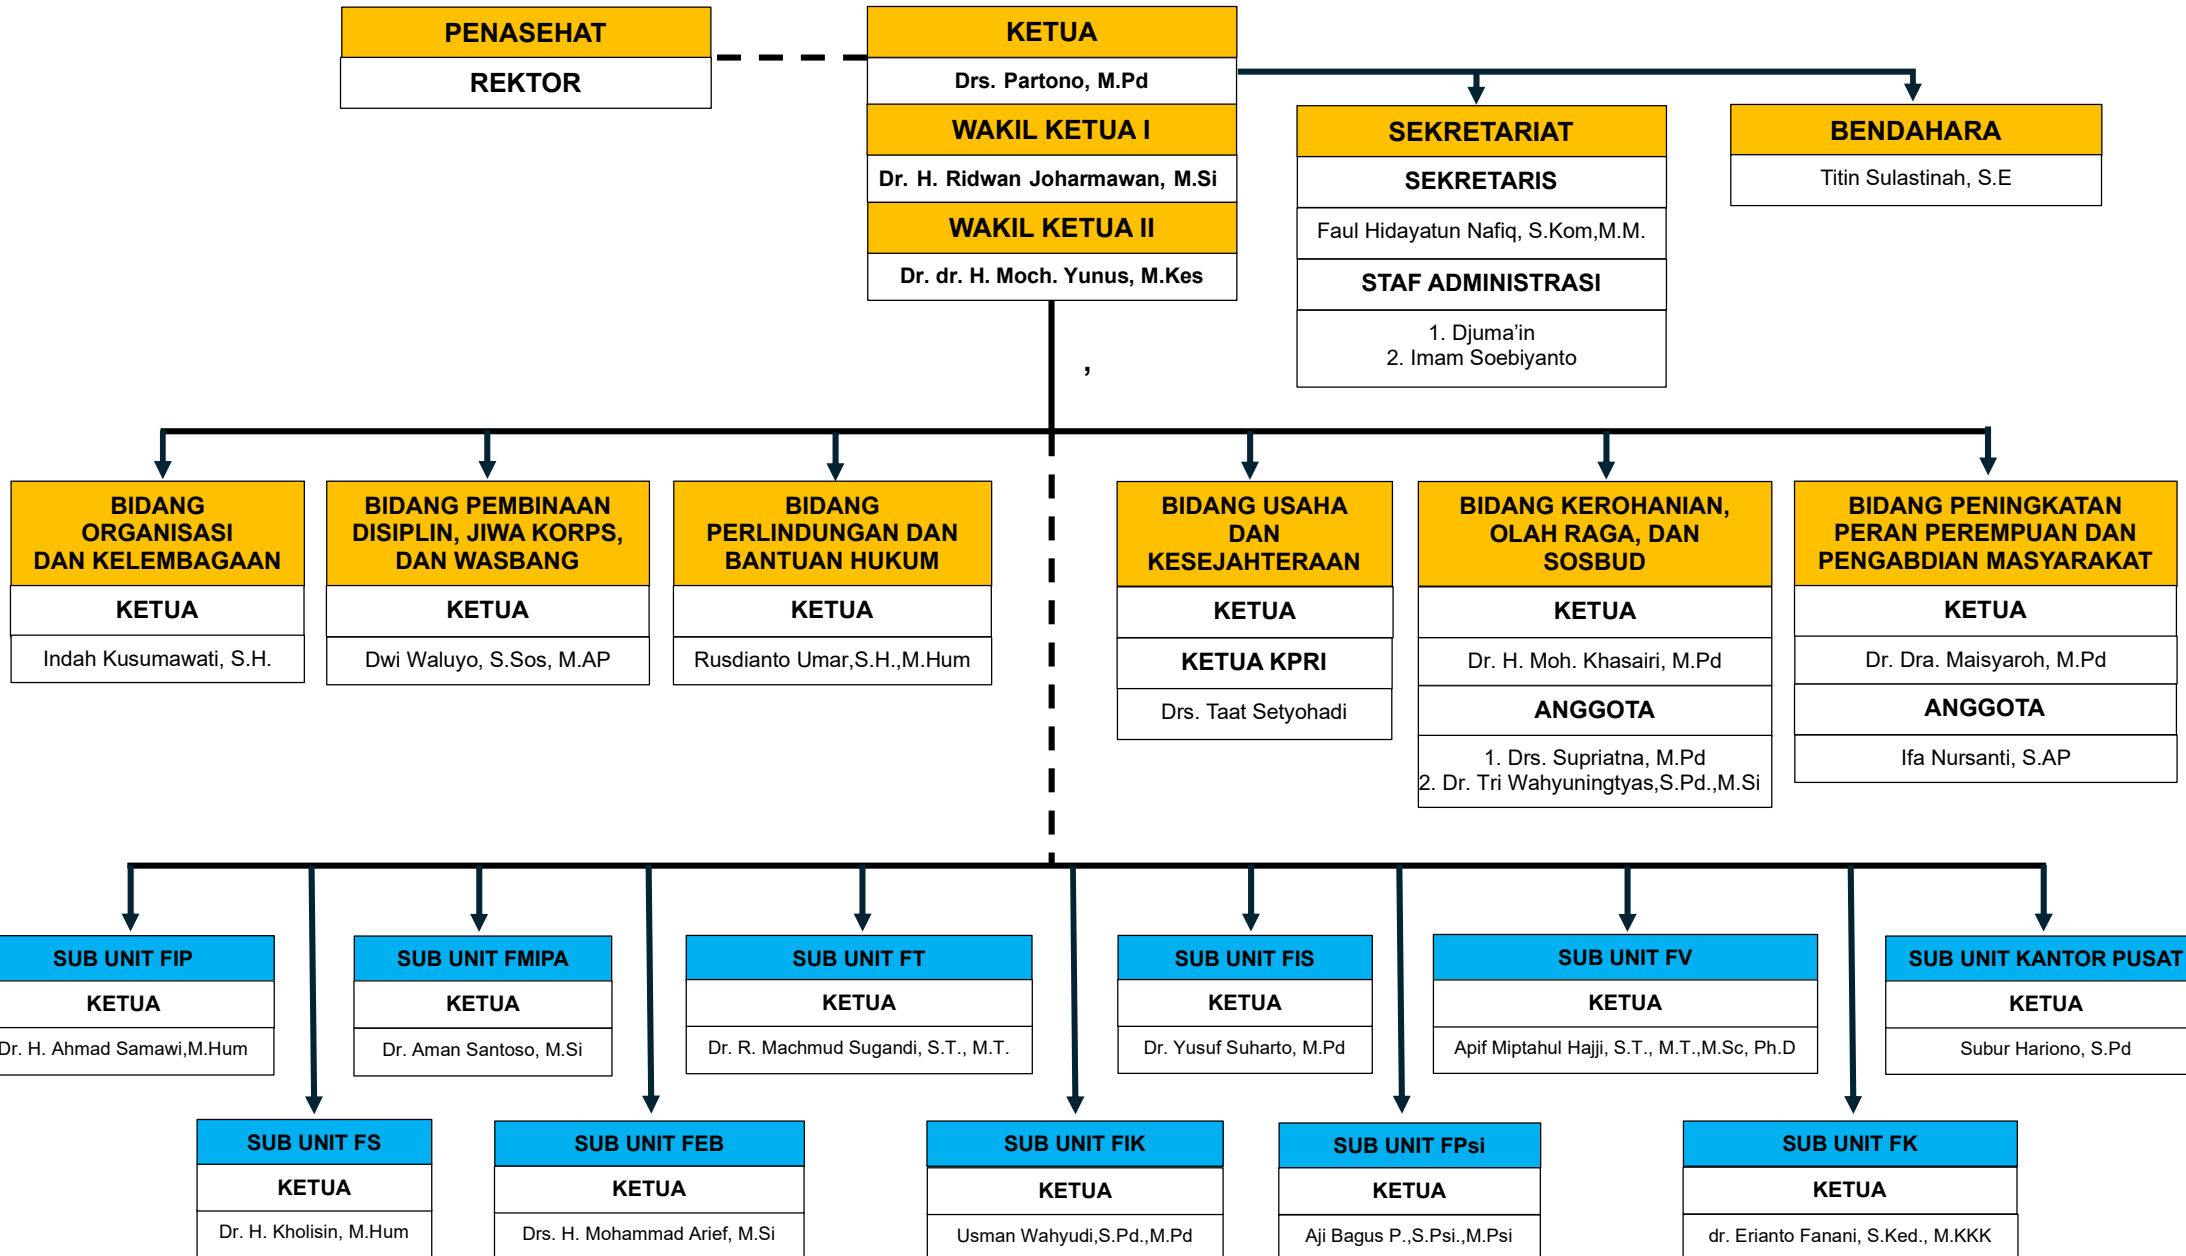 PENASEHAT
REKTOR
KETUA
Drs. Partono, M.Pd
WAKIL KETUA I
Dr. H. Ridwan Joharmawan, M.Si
WAKIL KETUA II
Dr. dr. H. Moch. Yunus, M.Kes
SEKRETARIAT
SEKRETARIS
Faul Hidayatun Nafiq, S.Kom,M.M.
STAF ADMINISTRASI
1. Djuma’in
2. Imam Soebiyanto
BENDAHARA
Titin Sulastinah, S.E
,
BIDANG
ORGANISASI
DAN KELEMBAGAAN
KETUA
Indah Kusumawati, S.H.
BIDANG PEMBINAAN
DISIPLIN, JIWA KORPS,
DAN WASBANG
KETUA
Dwi Waluyo, S.Sos, M.AP
BIDANG
PERLINDUNGAN DAN
BANTUAN HUKUM
KETUA
Rusdianto Umar,S.H.,M.Hum
BIDANG USAHA
DAN
KESEJAHTERAAN
KETUA
KETUA KPRI
Drs. Taat Setyohadi
BIDANG KEROHANIAN,
OLAH RAGA, DAN
SOSBUD
KETUA
Dr. H. Moh. Khasairi, M.Pd
ANGGOTA
1. Drs. Supriatna, M.Pd
2. Dr. Tri Wahyuningtyas,S.Pd.,M.Si
BIDANG PENINGKATAN
PERAN PEREMPUAN DAN
PENGABDIAN MASYARAKAT
KETUA
Dr. Dra. Maisyaroh, M.Pd
ANGGOTA
Ifa Nursanti, S.AP
SUB UNIT FIP
KETUA
Dr. H. Ahmad Samawi,M.Hum
SUB UNIT FMIPA
KETUA
Dr. Aman Santoso, M.Si
SUB UNIT FT
KETUA
Dr. R. Machmud Sugandi, S.T., M.T.
SUB UNIT FIS
KETUA
Dr. Yusuf Suharto, M.Pd
SUB UNIT FV
KETUA
Apif Miptahul Hajji, S.T., M.T.,M.Sc, Ph.D
SUB UNIT KANTOR PUSAT
KETUA
Subur Hariono, S.Pd
SUB UNIT FS
KETUA
Dr. H. Kholisin, M.Hum
SUB UNIT FEB
KETUA
Drs. H. Mohammad Arief, M.Si
SUB UNIT FIK
KETUA
Usman Wahyudi,S.Pd.,M.Pd
SUB UNIT FPsi
KETUA
Aji Bagus P.,S.Psi.,M.Psi
SUB UNIT FK
KETUA
dr. Erianto Fanani, S.Ked., M.KKK